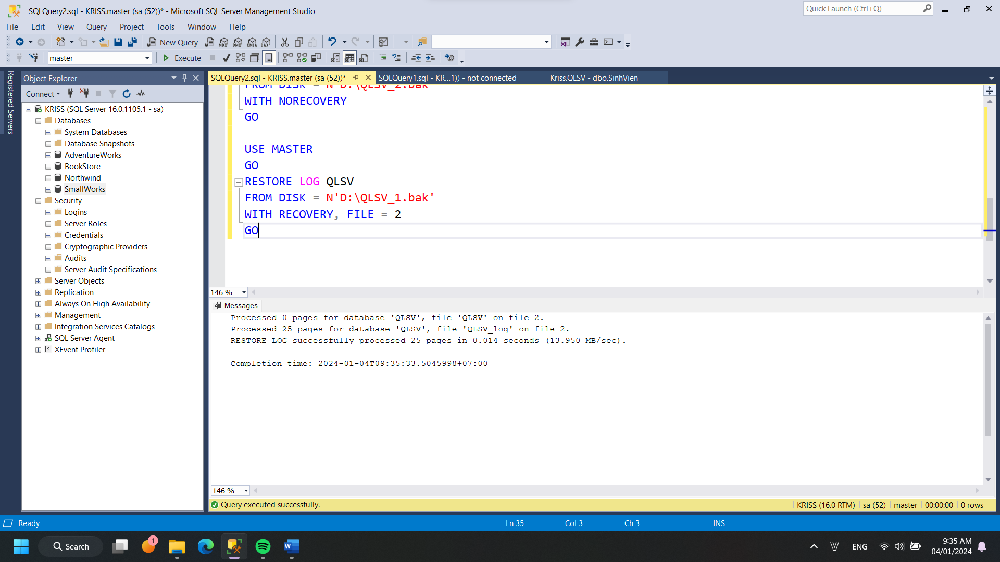 SQLQuery2.sql - KRISS.master (sa (52))* - Microsoft SQL Server Management Studio
Quick Launch (Ctrl+Q)
File Edit View Query Project Tools Window Help
New Query
MDX DMX XMLA DAX
master
Execute
Registered Servers
Object Explorer
Connect
KRISS (SQL Server 16.0.1105.1 - sa)
Databases
System Databases
Database Snapshots
AdventureWorks
BookStore
Northwind
SmallWorks
Security
Logins
Server Roles
Credentials
Cryptographic Providers
Audits
Server Audit Specifications
Server Objects
Replication
Always On High Availability
Management
Integration Services Catalogs
SQL Server Agent
XEvent Profiler
SQLQuery2.sql - KRISS.master (sa (52))*
SQLQuery1.sql - KR...1)) - not connected
Kriss.QLSV - dbo.SinhVien
FROM DISK = N'D:\QLSV_2.bak'
WITH NORECOVERY
GO
USE MASTER
GO
RESTORE LOG QLSV
FROM DISK = N'D:\QLSV_1.bak'
WITH RECOVERY, FILE = 2
GO
146 %
Messages
Processed 0 pages for database 'QLSV', file 'QLSV' on file 2.
Processed 25 pages for database 'QLSV', file 'QLSV_log' on file 2.
RESTORE LOG successfully processed 25 pages in 0.014 seconds (13.950 MB/sec).
Completion time: 2024-01-04T09:35:33.5045998+07:00
146 %
Query executed successfully.
KRISS (16.0 RTM) sa (52) master 00:00:00 0 rows
Ready
Ln 35 Col 3 Ch 3 INS
Search
1
V
ENG
9:35 AM
04/01/2024